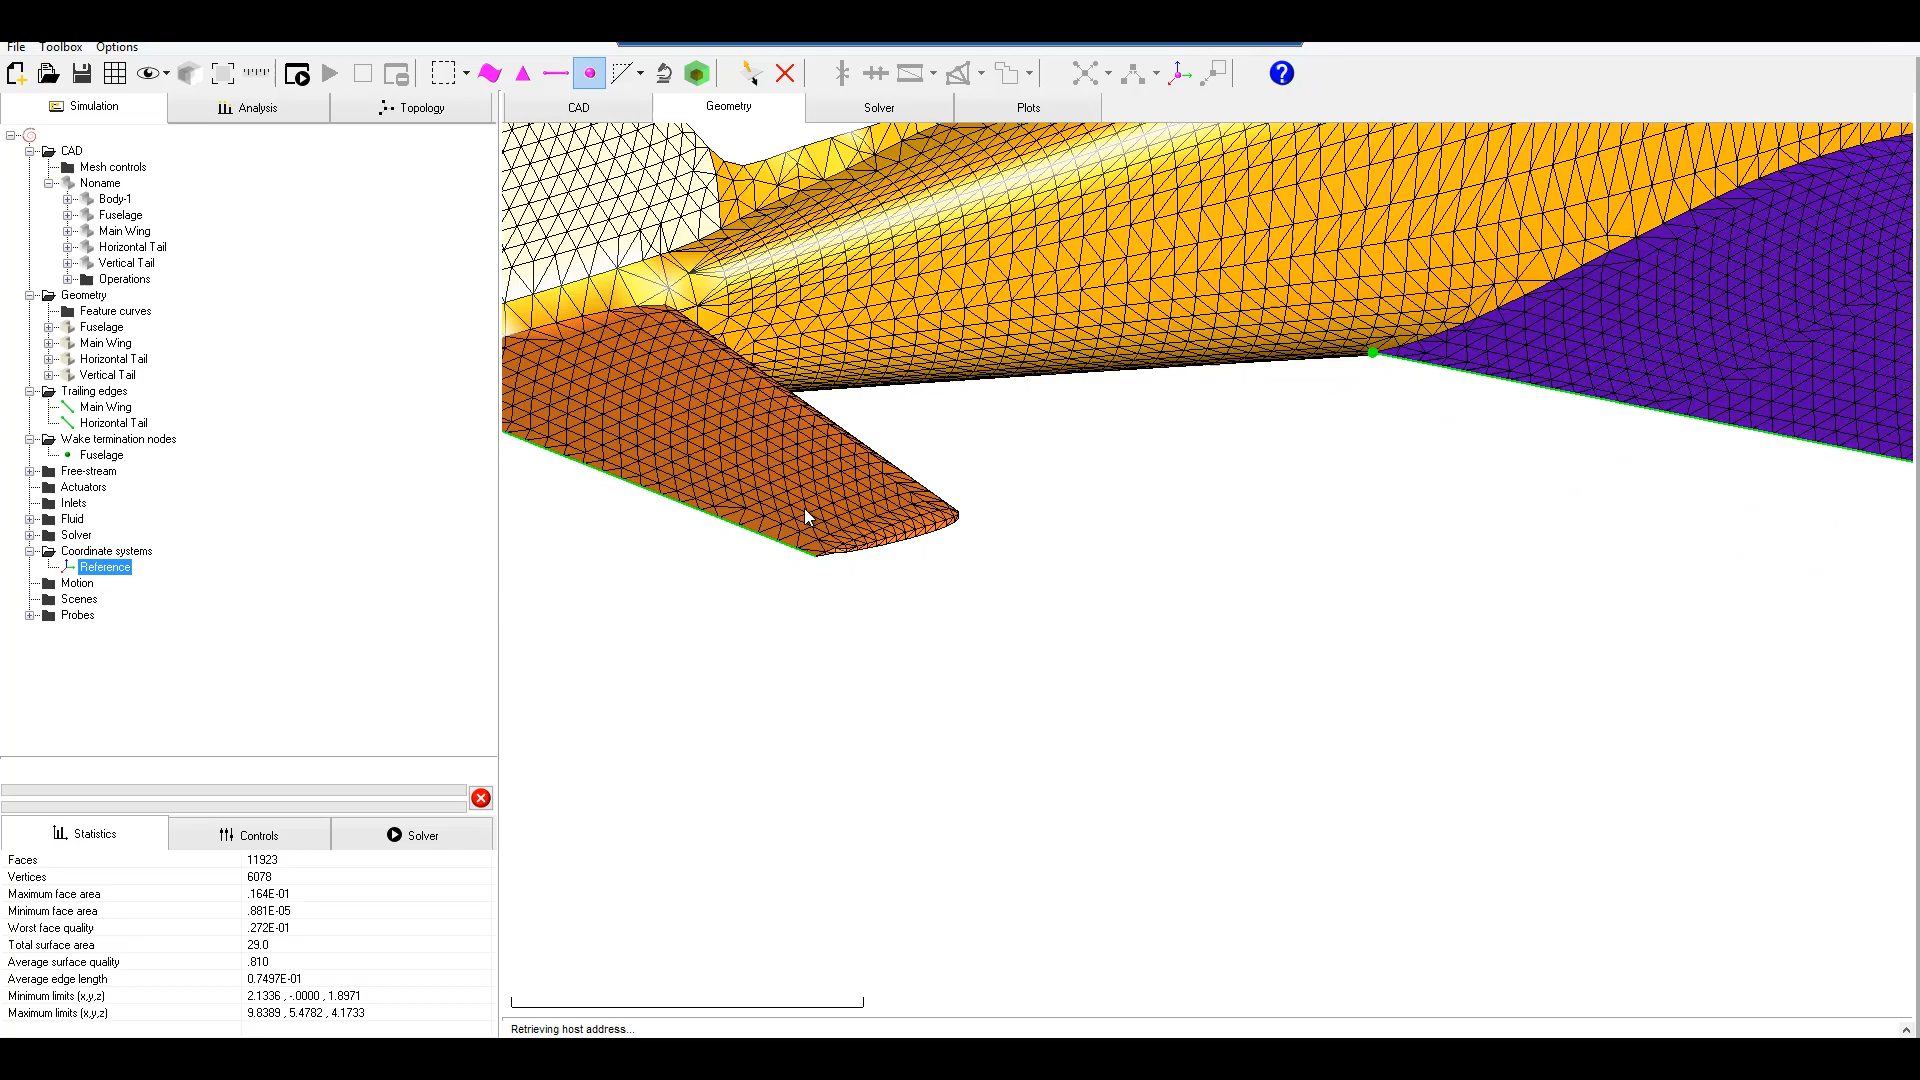 File Toolbox Options
Simulation Analysis Topology
CAD Geometry Solver Plots
CAD
Mesh controls
Noname
Body-1
Fuselage
Main Wing
Horizontal Tail
Vertical Tail
Operations
Geometry
Feature curves
Fuselage
Main Wing
Horizontal Tail
Vertical Tail
Trailing edges
Main Wing
Horizontal Tail
Wake termination nodes
Fuselage
Free-stream
Actuators
Inlets
Fluid
Solver
Coordinate systems
Reference
Motion
Scenes
Probes
Statistics Controls Solver
Faces 11923
Vertices 6078
Maximum face area .164E-01
Minimum face area .881E-05
Worst face quality .272E-01
Total surface area 29.0
Average surface quality .810
Average edge length 0.7497E-01
Minimum limits (x,y,z) 2.1336 , -.0000 , 1.8971
Maximum limits (x,y,z) 9.8389 , 5.4782 , 4.1733
Retrieving host address...